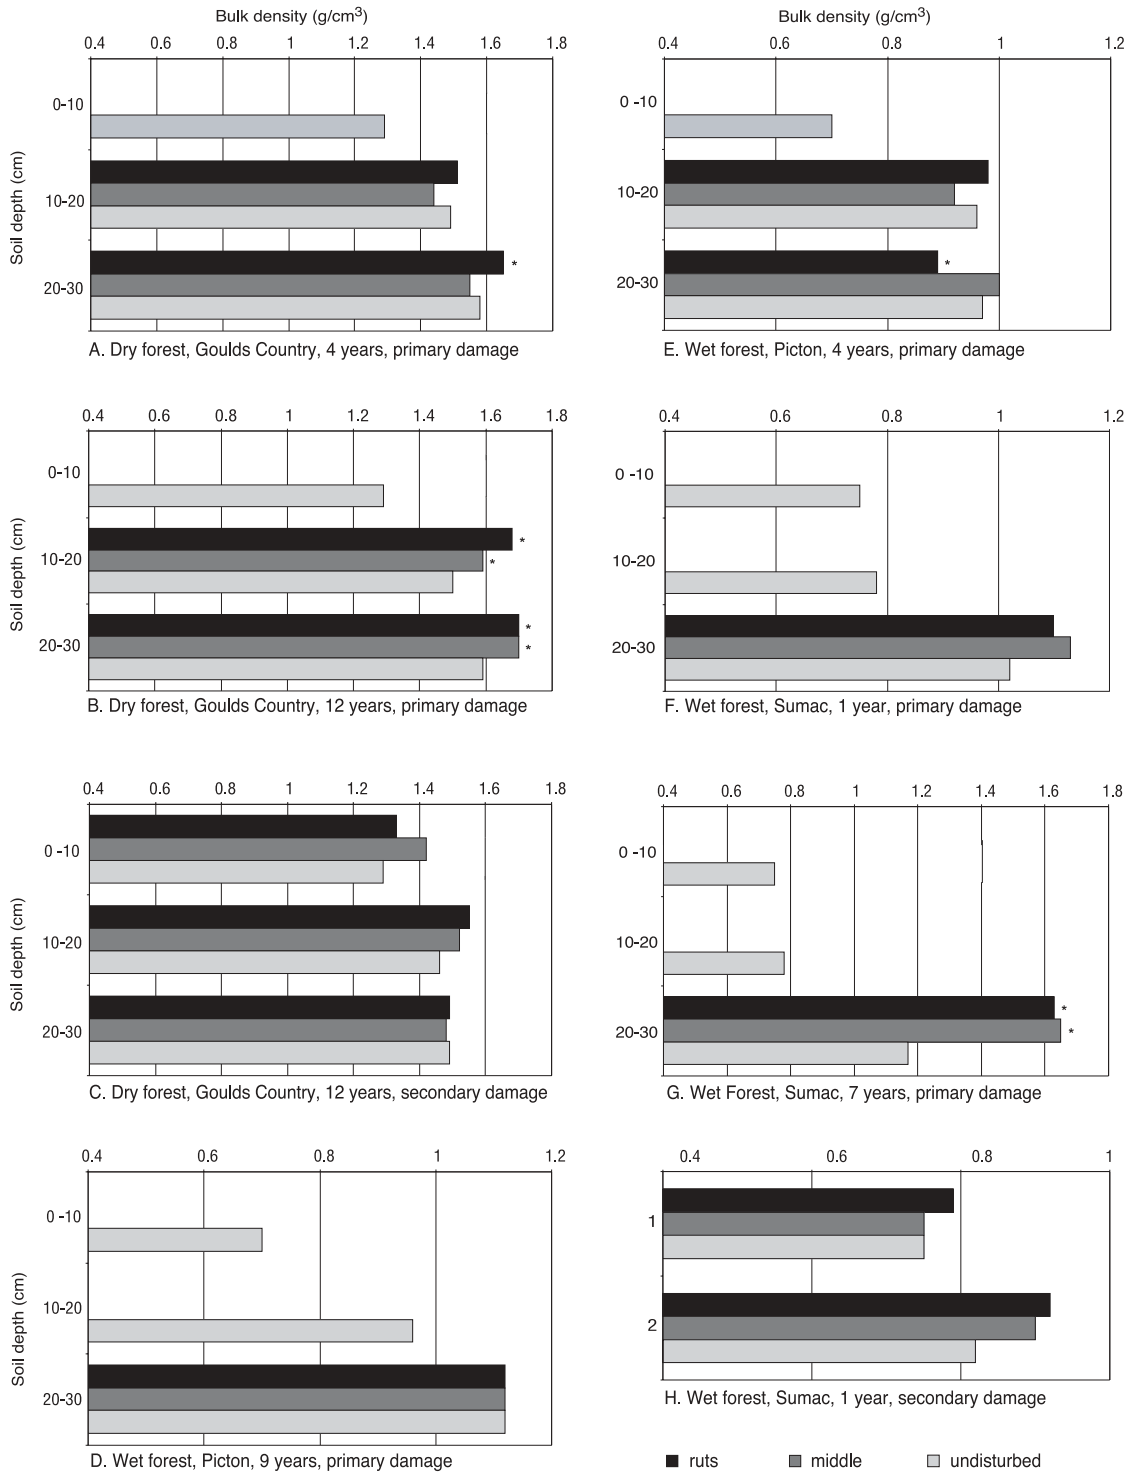 Bulk density (g/cm³)
0.4 0.6 0.8 1 1.2 1.4 1.6 1.8
Soil depth (cm)
0-10
10-20
20-30
*
A. Dry forest, Goulds Country, 4 years, primary damage
Bulk density (g/cm³)
0.4 0.6 0.8 1 1.2
0 -10
10-20
20-30
*
E. Wet forest, Picton, 4 years, primary damage
0.4 0.6 0.8 1 1.2 1.4 1.6 1.8
Soil depth (cm)
0-10
10-20
20-30
*
*
*
*
B. Dry forest, Goulds Country, 12 years, primary damage
0.4 0.6 0.8 1 1.2
0 -10
10-20
20-30
F. Wet forest, Sumac, 1 year, primary damage
0.4 0.6 0.8 1 1.2 1.4 1.6 1.8
Soil depth (cm)
0 -10
10-20
20-30
C. Dry forest, Goulds Country, 12 years, secondary damage
0.4 0.6 0.8 1 1.2 1.4 1.6 1.8
0 -10
10-20
20-30
*
*
G. Wet Forest, Sumac, 7 years, primary damage
0.4 0.6 0.8 1 1.2
Soil depth (cm)
0 -10
10-20
20-30
D. Wet forest, Picton, 9 years, primary damage
0.4 0.6 0.8 1
1
2
H. Wet forest, Sumac, 1 year, secondary damage
ruts middle undisturbed